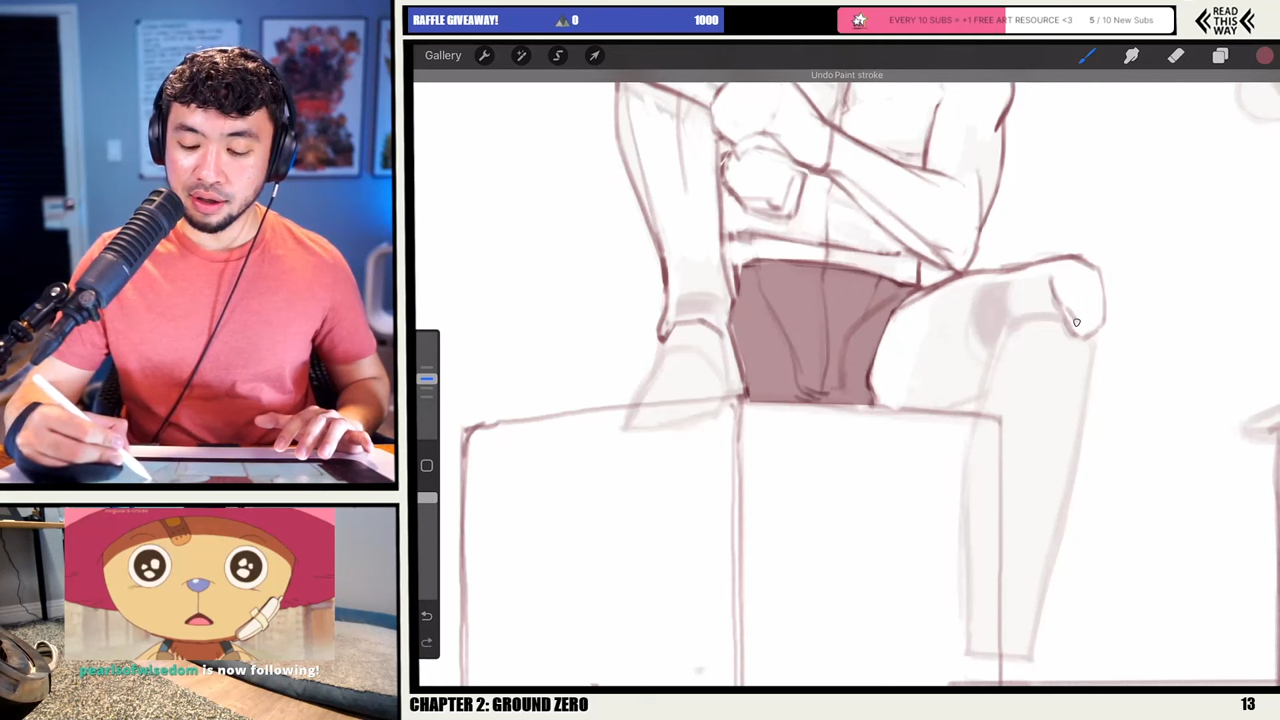 RAFFLE GIVEAWAY!
0
1000
EVERY 10 SUBS = +1 FREE ART RESOURCE <3
5 / 10 New Subs
READ
THIS
WAY
Gallery
Undo Paint stroke
pearlsofwisedom is now following!
CHAPTER 2: GROUND ZERO
13